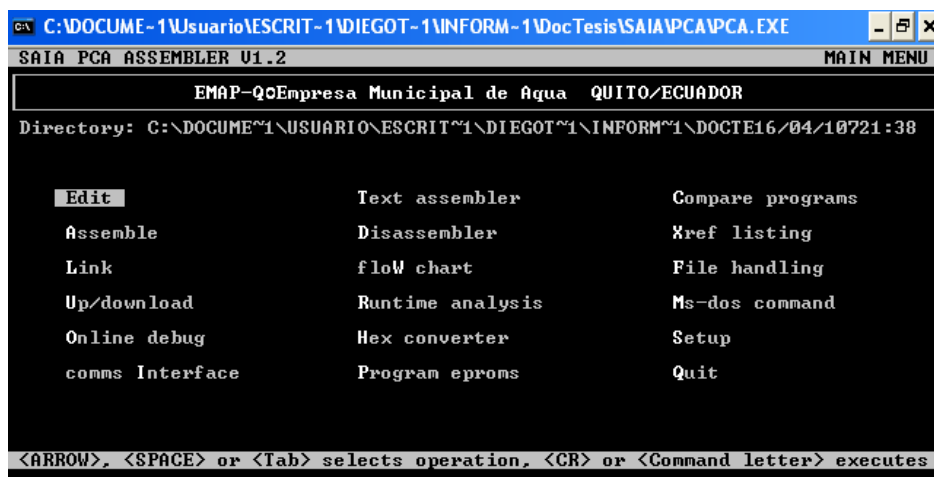 C:\DOCUME~1\Usuario\ESCRIT~1\DIEGOT~1\INFORM~1\DocTesis\SAIA\PCA\PCA.EXE
SAIA PCA ASSEMBLER V1.2 MAIN MENU
EMAP-Q¢Empresa Municipal de Aqua QUITO/ECUADOR
Directory: C:\DOCUME~1\USUARIO\ESCRIT~1\DIEGOT~1\INFORM~1\DOCTE16/04/10721:38
Edit Text assembler Compare programs
Assemble Disassembler Xref listing
Link floW chart File handling
Up/download Runtime analysis Ms-dos command
Online debug Hex converter Setup
comms Interface Program eproms Quit
<ARROW>, <SPACE> or <Tab> selects operation, <CR> or <Command letter> executes